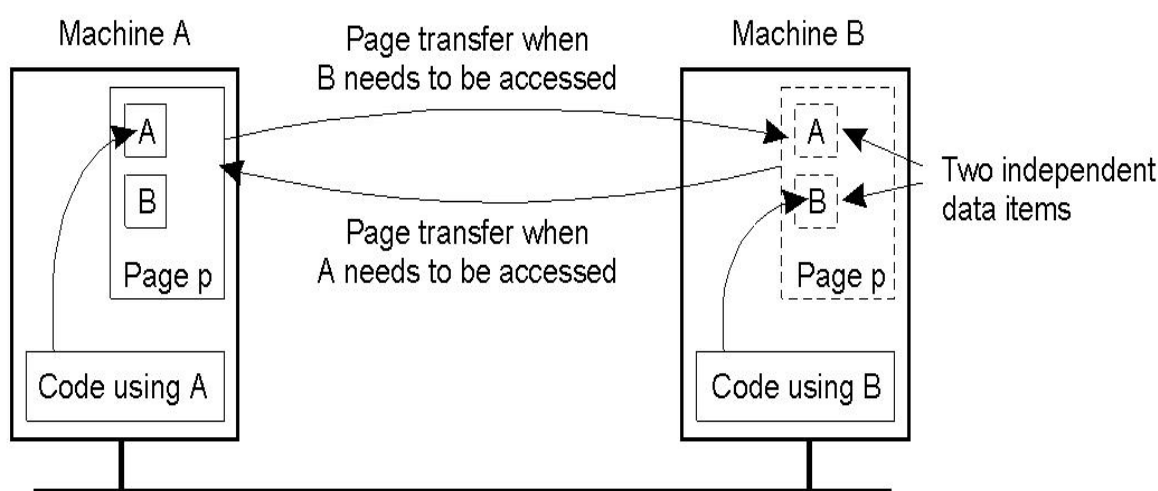 Machine A
Page transfer when
B needs to be accessed
Machine B
A
B
Page p
Code using A
Page transfer when
A needs to be accessed
A
B
Page p
Code using B
Two independent
data items